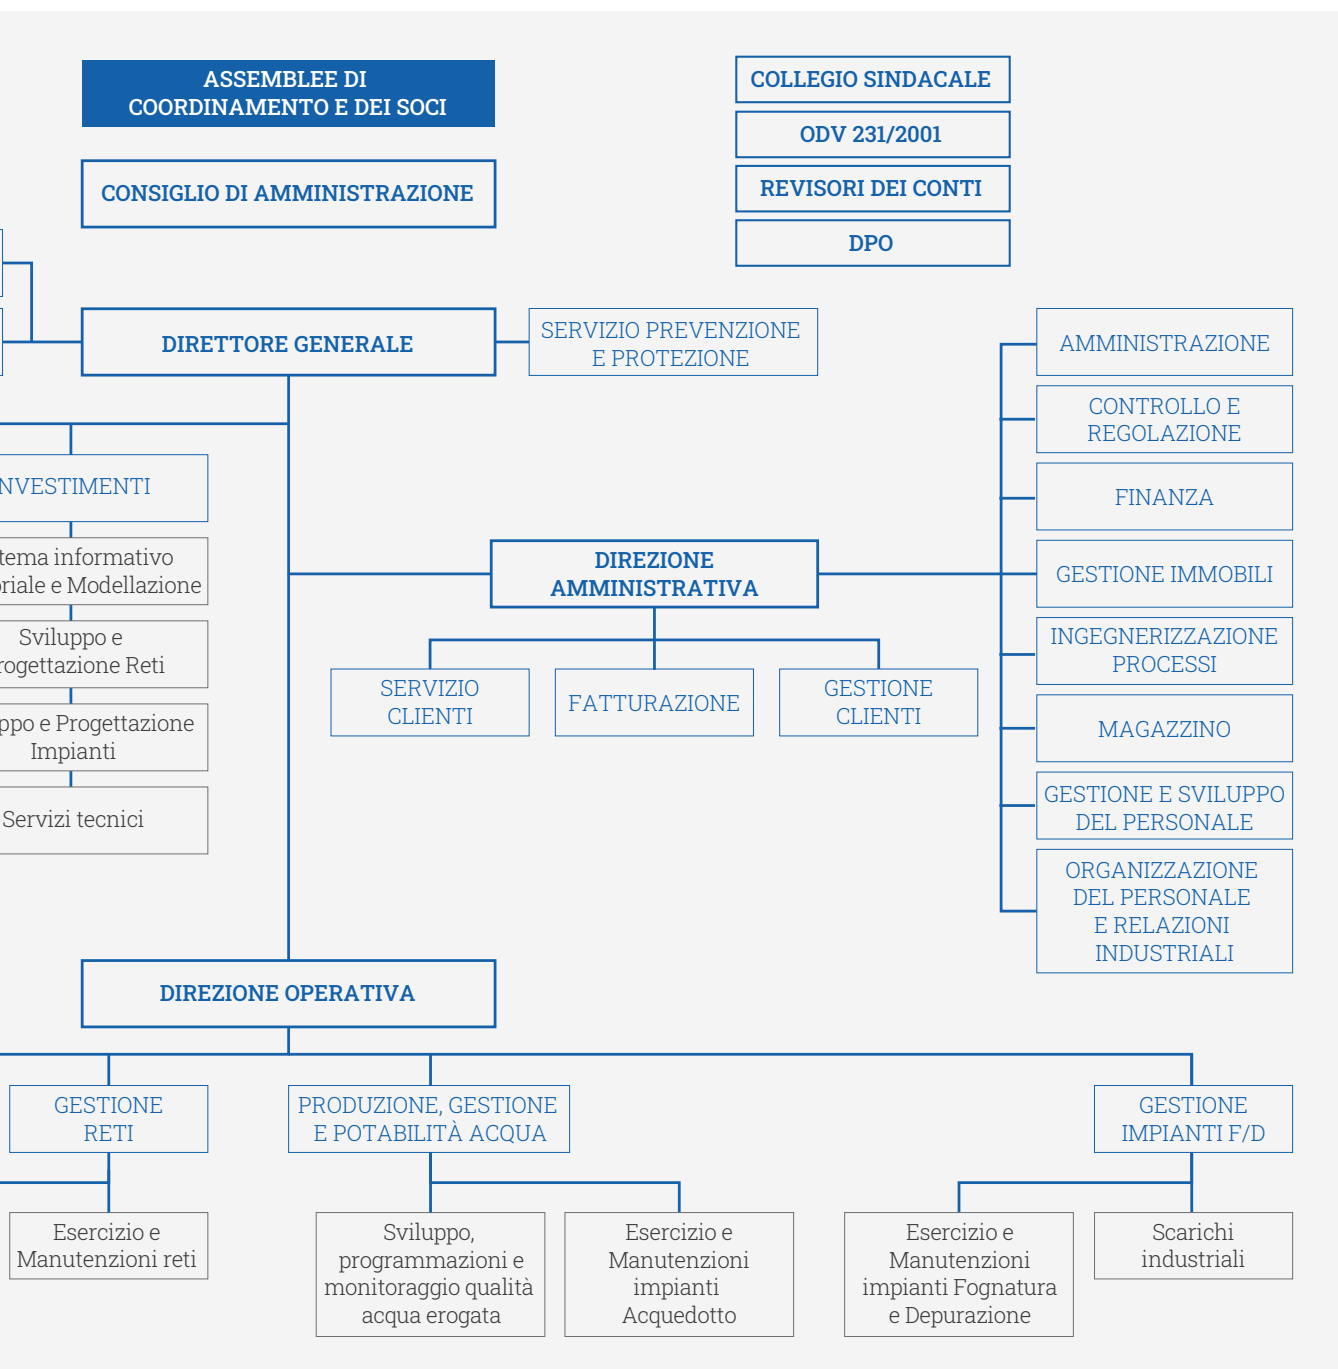 ASSEMBLEE DI
COORDINAMENTO E DEI SOCI
COLLEGIO SINDACALE
ODV 231/2001
CONSIGLIO DI AMMINISTRAZIONE
REVISORI DEI CONTI
DPO
DIRETTORE GENERALE
SERVIZIO PREVENZIONE
E PROTEZIONE
AMMINISTRAZIONE
CONTROLLO E
REGOLAZIONE
FINANZA
GESTIONE IMMOBILI
INGEGNERIZZAZIONE
PROCESSI
MAGAZZINO
GESTIONE E SVILUPPO
DEL PERSONALE
ORGANIZZAZIONE
DEL PERSONALE
E RELAZIONI
INDUSTRIALI
NVESTIMENTI
tema informativo
riale e Modellazione
Sviluppo e
rogettazione Reti
ppo e Progettazione
Impianti
Servizi tecnici
DIREZIONE
AMMINISTRATIVA
SERVIZIO
CLIENTI
FATTURAZIONE
GESTIONE
CLIENTI
DIREZIONE OPERATIVA
GESTIONE
RETI
PRODUZIONE, GESTIONE
E POTABILITÀ ACQUA
GESTIONE
IMPIANTI F/D
Esercizio e
Manutenzioni reti
Sviluppo,
programmazioni e
monitoraggio qualità
acqua erogata
Esercizio e
Manutenzioni
impianti
Acquedotto
Esercizio e
Manutenzioni
impianti Fognatura
e Depurazione
Scarichi
industriali